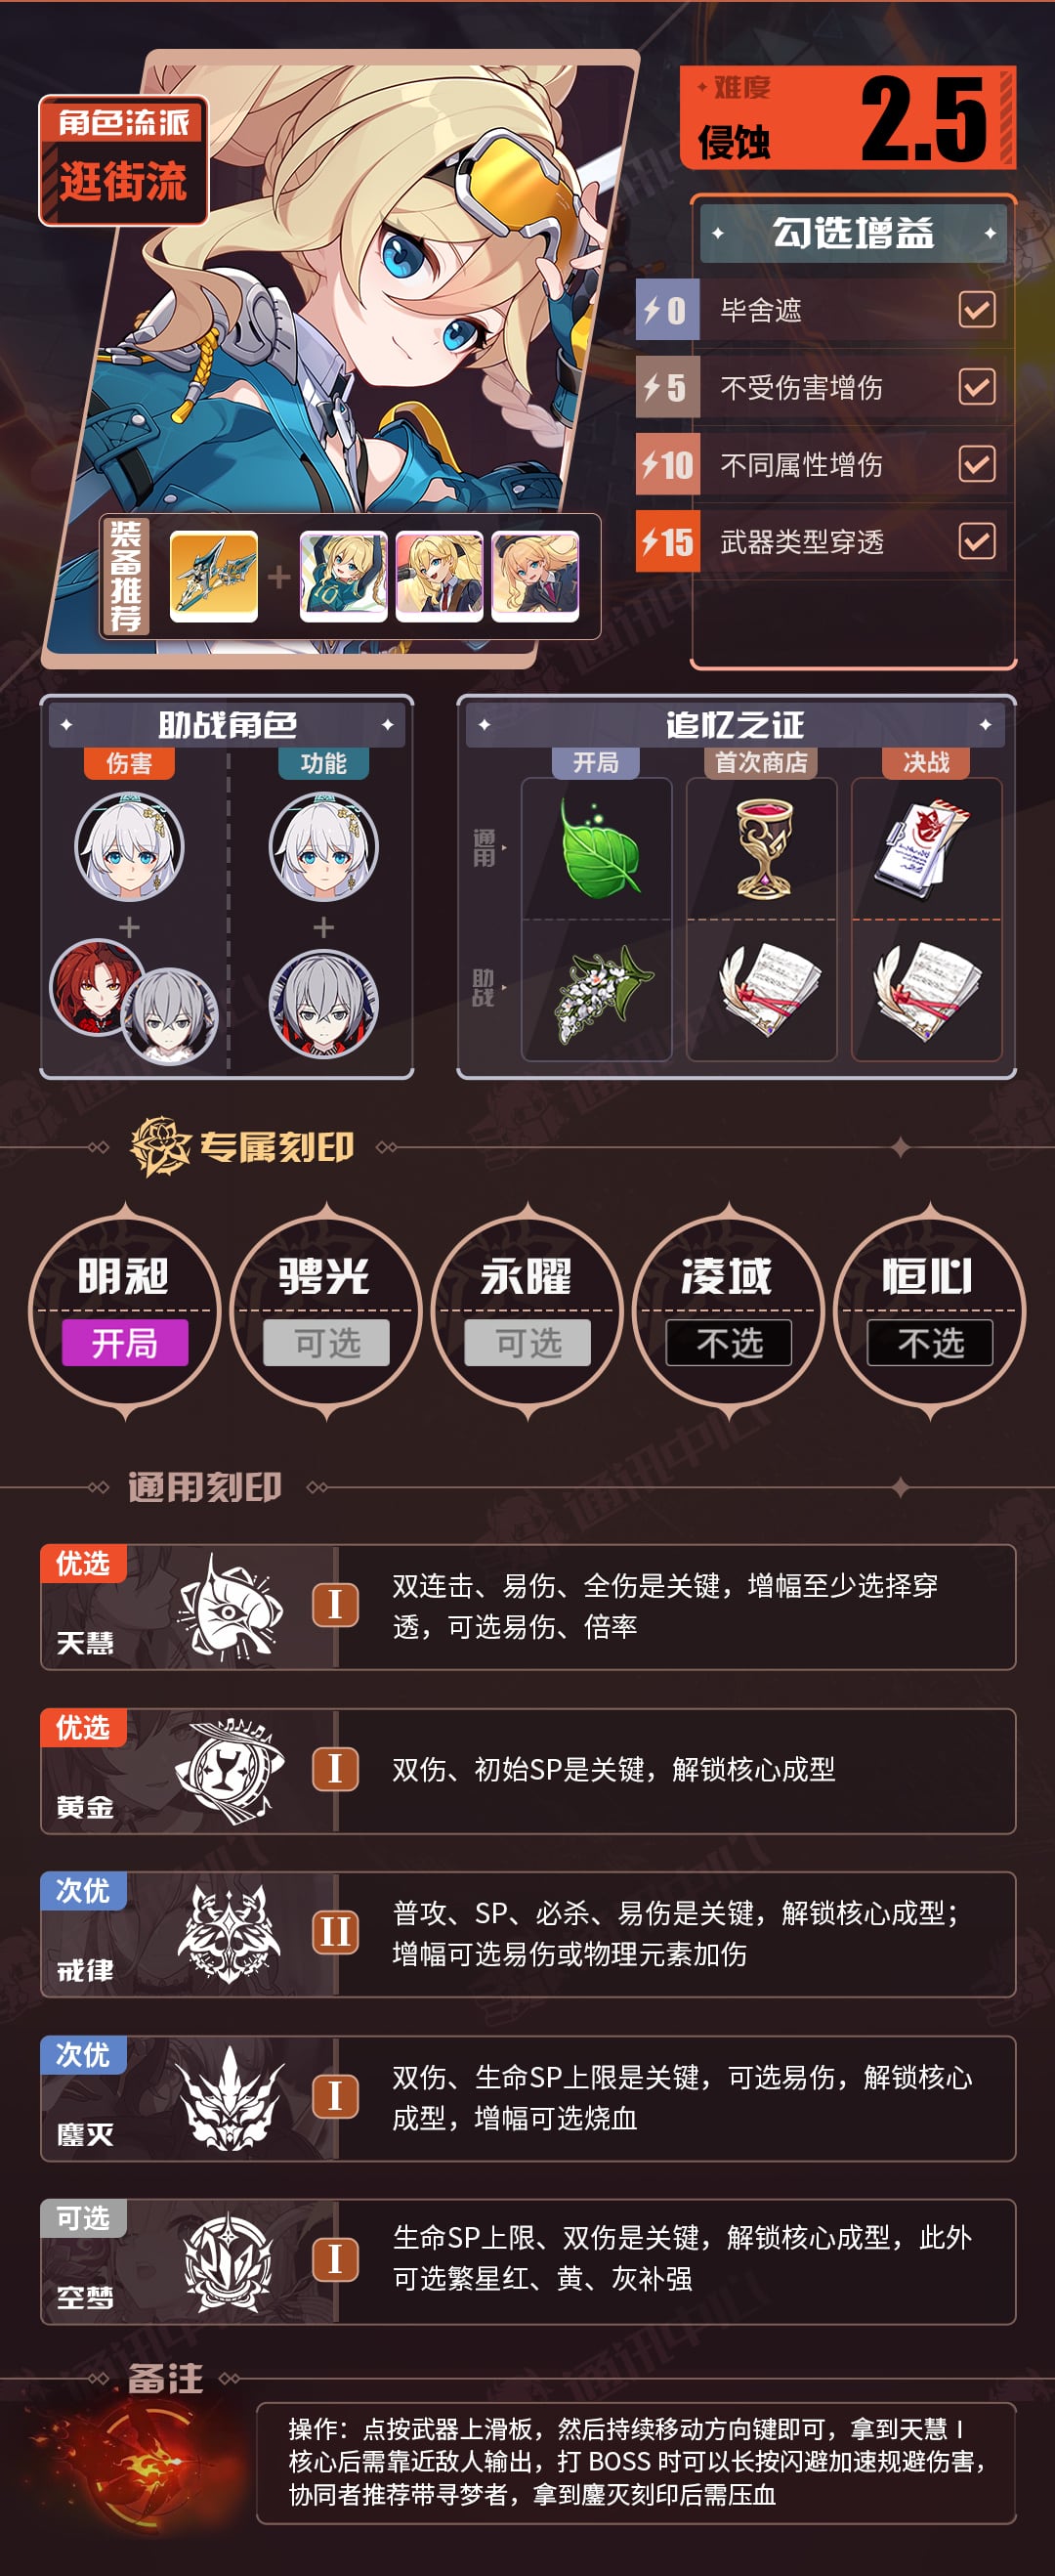 角色流派
逛街流
难度
侵蚀
2.5
勾选增益
0
毕舍遮
5
不受伤害增伤
10
不同属性增伤
15
武器类型穿透
装备推荐
+
10
助战角色
伤害
功能
+
+
追忆之证
开局
首次商店
决战
通用
助战
专属刻印
明昶
开局
骋光
可选
永曜
可选
凌域
不选
恒心
不选
通用刻印
优选
天慧
I
双连击、易伤、全伤是关键，增幅至少选择穿
透，可选易伤、倍率
优选
黄金
I
双伤、初始SP是关键，解锁核心成型
次优
戒律
II
普攻、SP、必杀、易伤是关键，解锁核心成型；
增幅可选易伤或物理元素加伤
次优
鏖灭
I
双伤、生命SP上限是关键，可选易伤，解锁核心
成型，增幅可选烧血
可选
空梦
I
生命SP上限、双伤是关键，解锁核心成型，此外
可选繁星红、黄、灰补强
备注
操作：点按武器上滑板，然后持续移动方向键即可，拿到天慧Ⅰ
核心后需靠近敌人输出，打 BOSS 时可以长按闪避加速规避伤害，
协同者推荐带寻梦者，拿到鏖灭刻印后需压血
通讯中心